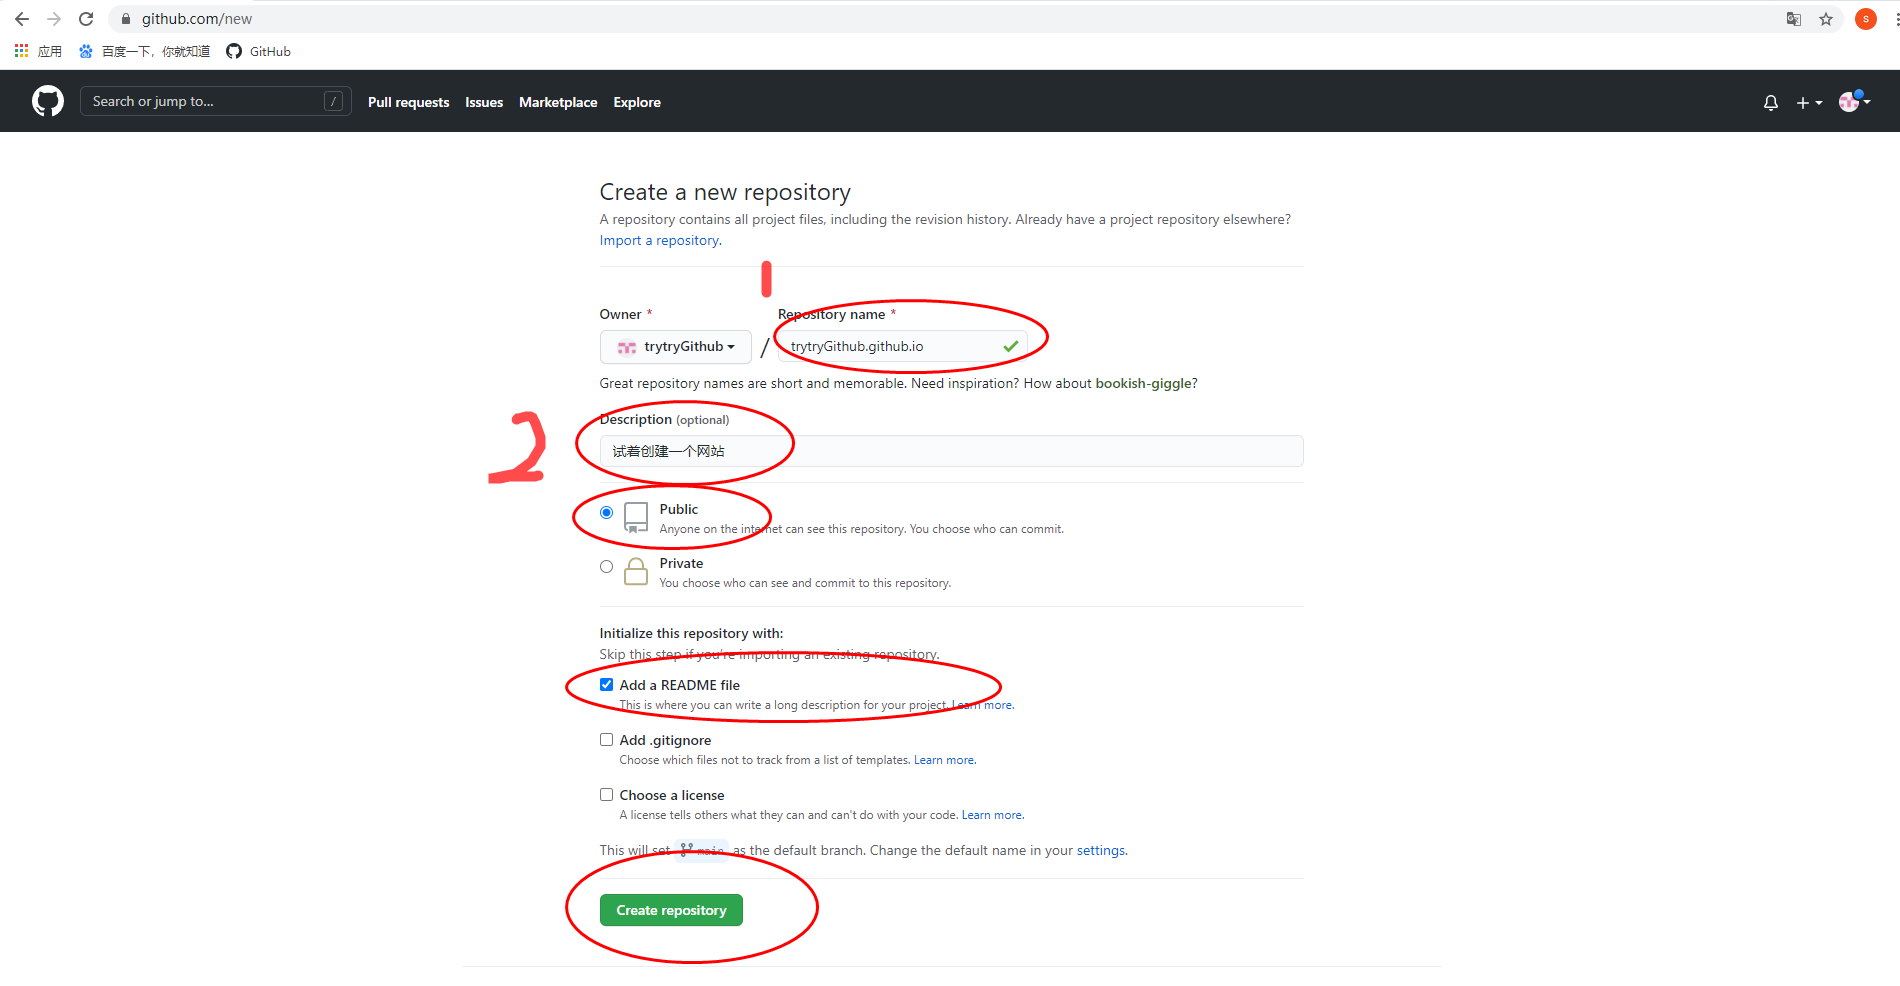 github.com/new
S
应用
百度一下，你就知道
GitHub
Search or jump to...
/
Pull requests
Issues
Marketplace
Explore
Create a new repository
A repository contains all project files, including the revision history. Already have a project repository elsewhere?
Import a repository.
1
Owner *
Repository name *
trytryGithub
/
trytryGithub.github.io
Great repository names are short and memorable. Need inspiration? How about bookish-giggle?
2
Description (optional)
试着创建一个网站
Public
Anyone on the internet can see this repository. You choose who can commit.
Private
You choose who can see and commit to this repository.
Initialize this repository with:
Skip this step if you're importing an existing repository.
Add a README file
This is where you can write a long description for your project. Learn more.
Add .gitignore
Choose which files not to track from a list of templates. Learn more.
Choose a license
A license tells others what they can and can't do with your code. Learn more.
This will set main as the default branch. Change the default name in your settings.
Create repository